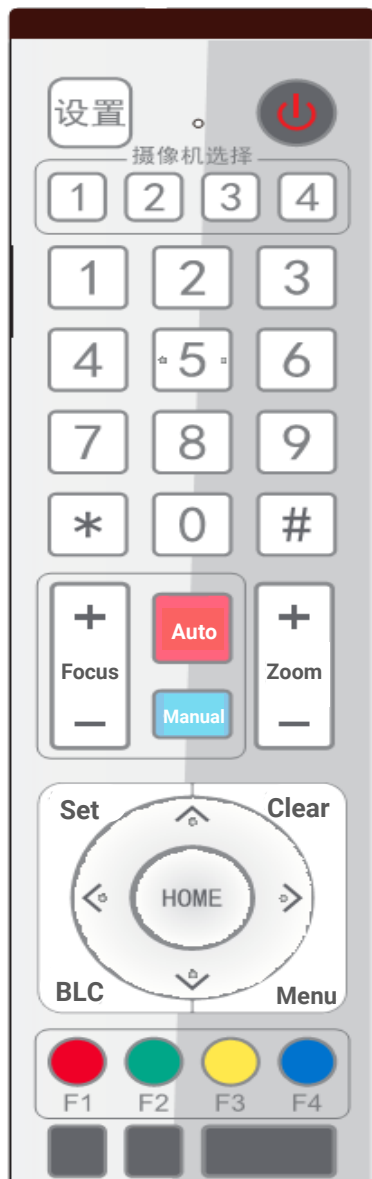 设置
摄像机选择
1 2 3 4
1 2 3
4 5 6
7 8 9
* 0 #
+ Auto +
Focus Zoom
- Manual -
Set Clear
HOME
BLC Menu
F1 F2 F3 F4